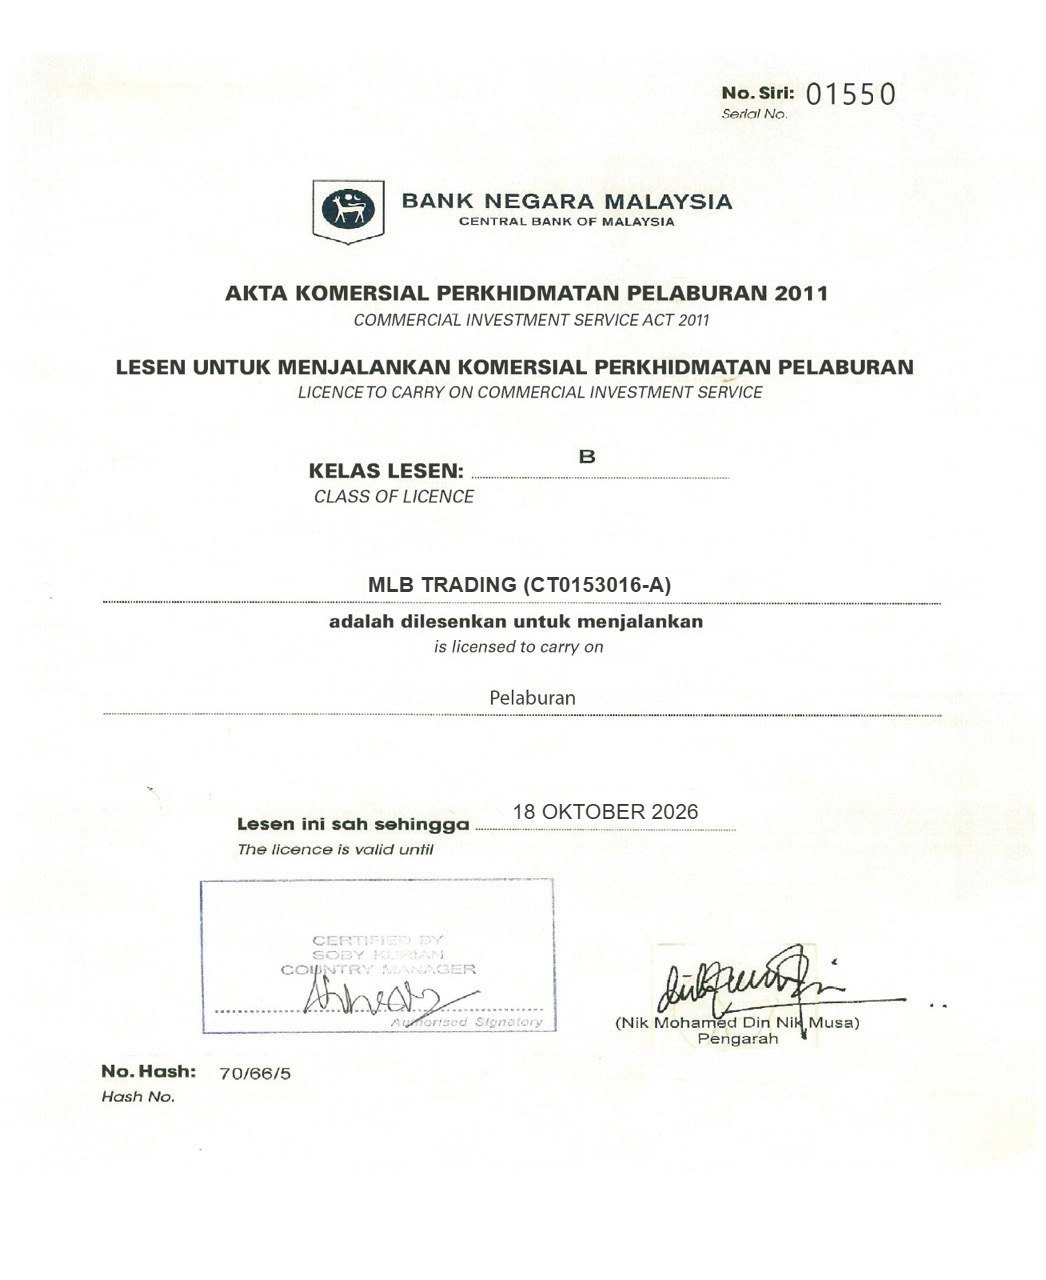 No. Siri: 01550
Serial No.
BANK NEGARA MALAYSIA
CENTRAL BANK OF MALAYSIA
AKTA KOMERSIAL PERKHIDMATAN PELABURAN 2011
COMMERCIAL INVESTMENT SERVICE ACT 2011
LESEN UNTUK MENJALANKAN KOMERSIAL PERKHIDMATAN PELABURAN
LICENCE TO CARRY ON COMMERCIAL INVESTMENT SERVICE
KELAS LESEN: B
CLASS OF LICENCE
MLB TRADING (CT0153016-A)
adalah dilesenkan untuk menjalankan
is licensed to carry on
Pelaburan
Lesen ini sah sehingga 18 OKTOBER 2026
The licence is valid until
CERTIFIED BY
SOBY KURIAN
COUNTRY MANAGER
Authorised Signatory
(Nik Mohamed Din Nik Musa)
Pengarah
No. Hash: 70/66/5
Hash No.